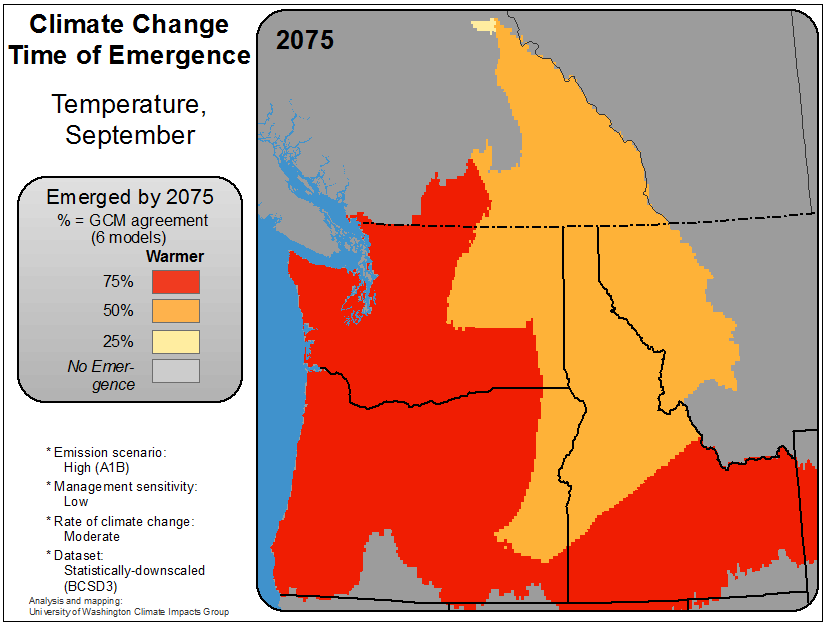 Climate Change
Time of Emergence
Temperature,
September
Emerged by 2075
% = GCM agreement
(6 models)
Warmer
75%
50%
25%
No Emer-
gence
* Emission scenario:
High (A1B)
* Management sensitivity:
Low
* Rate of climate change:
Moderate
* Dataset:
Statistically-downscaled
(BCSD3)
Analysis and mapping:
University of Washington Climate Impacts Group
2075